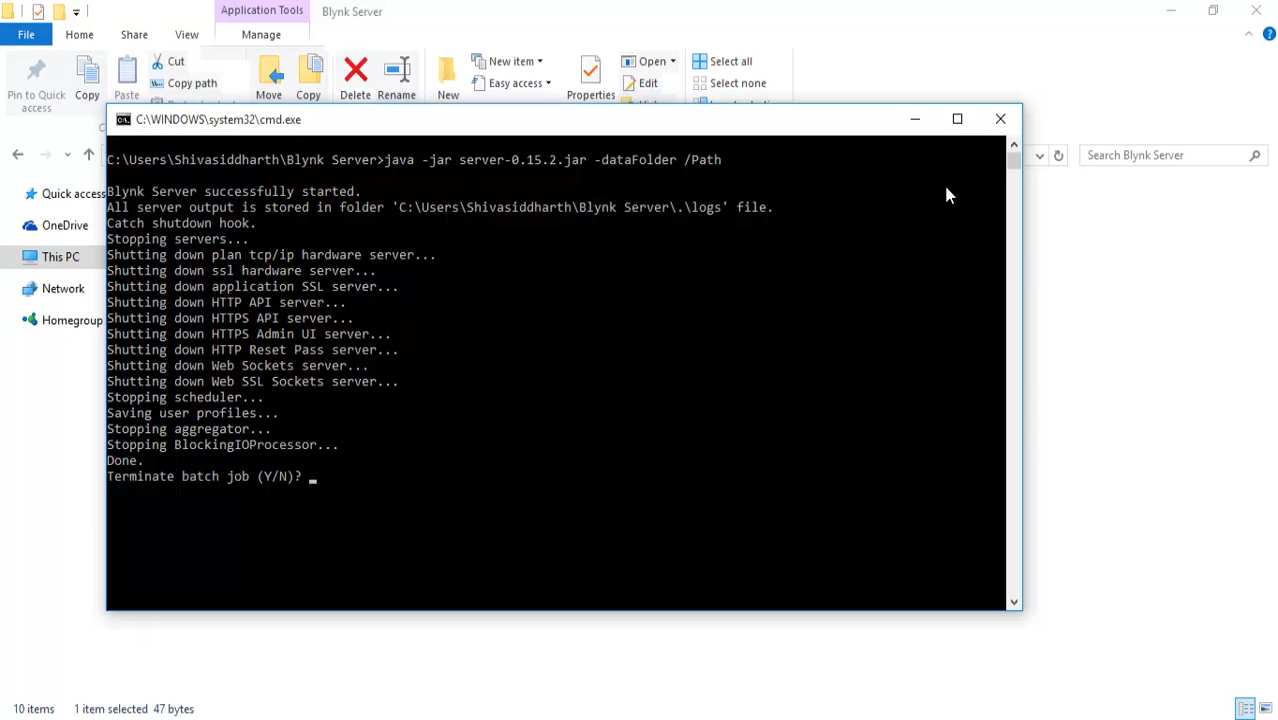 Application Tools
Blynk Server
File
Home
Share
View
Manage
Pin to Quick
access
Copy
Paste
Cut
Copy path
Move
Copy
Delete
Rename
New
New item
Easy access
Properties
Open
Edit
Select all
Select none
C:\WINDOWS\system32\cmd.exe
Search Blynk Server
Quick access
OneDrive
This PC
Network
Homegroup
C:\Users\Shivasiddharth\Blynk Server>java -jar server-0.15.2.jar -dataFolder /Path
Blynk Server successfully started.
All server output is stored in folder 'C:\Users\Shivasiddharth\Blynk Server\.\logs' file.
Catch shutdown hook.
Stopping servers...
Shutting down plan tcp/ip hardware server...
Shutting down ssl hardware server...
Shutting down application SSL server...
Shutting down HTTP API server...
Shutting down HTTPS API server...
Shutting down HTTPS Admin UI server...
Shutting down HTTP Reset Pass server...
Shutting down Web Sockets server...
Shutting down Web SSL Sockets server...
Stopping scheduler...
Saving user profiles...
Stopping aggregator...
Stopping BlockingIOProcessor...
Done.
Terminate batch job (Y/N)? _
10 items
1 item selected 47 bytes